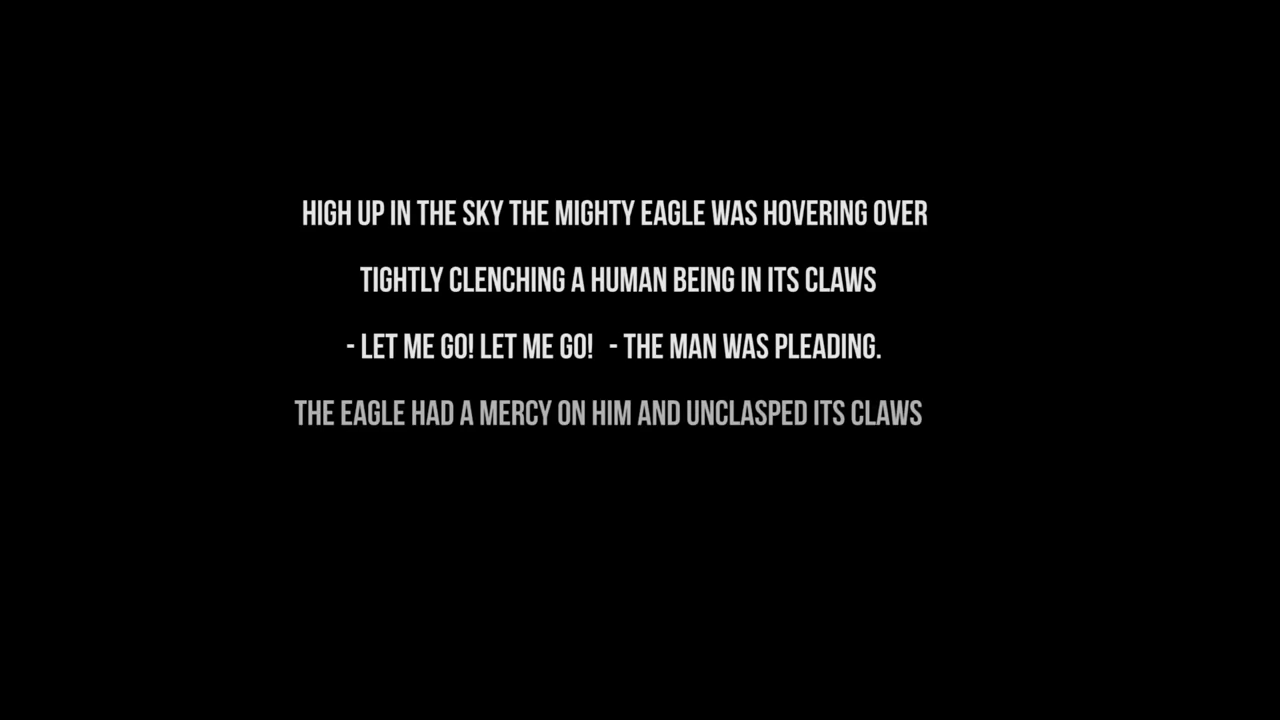 HIGH UP IN THE SKY THE MIGHTY EAGLE WAS HOVERING OVER
TIGHTLY CLENCHING A HUMAN BEING IN ITS CLAWS
- LET ME GO! LET ME GO! - THE MAN WAS PLEADING.
THE EAGLE HAD A MERCY ON HIM AND UNCLASPED ITS CLAWS